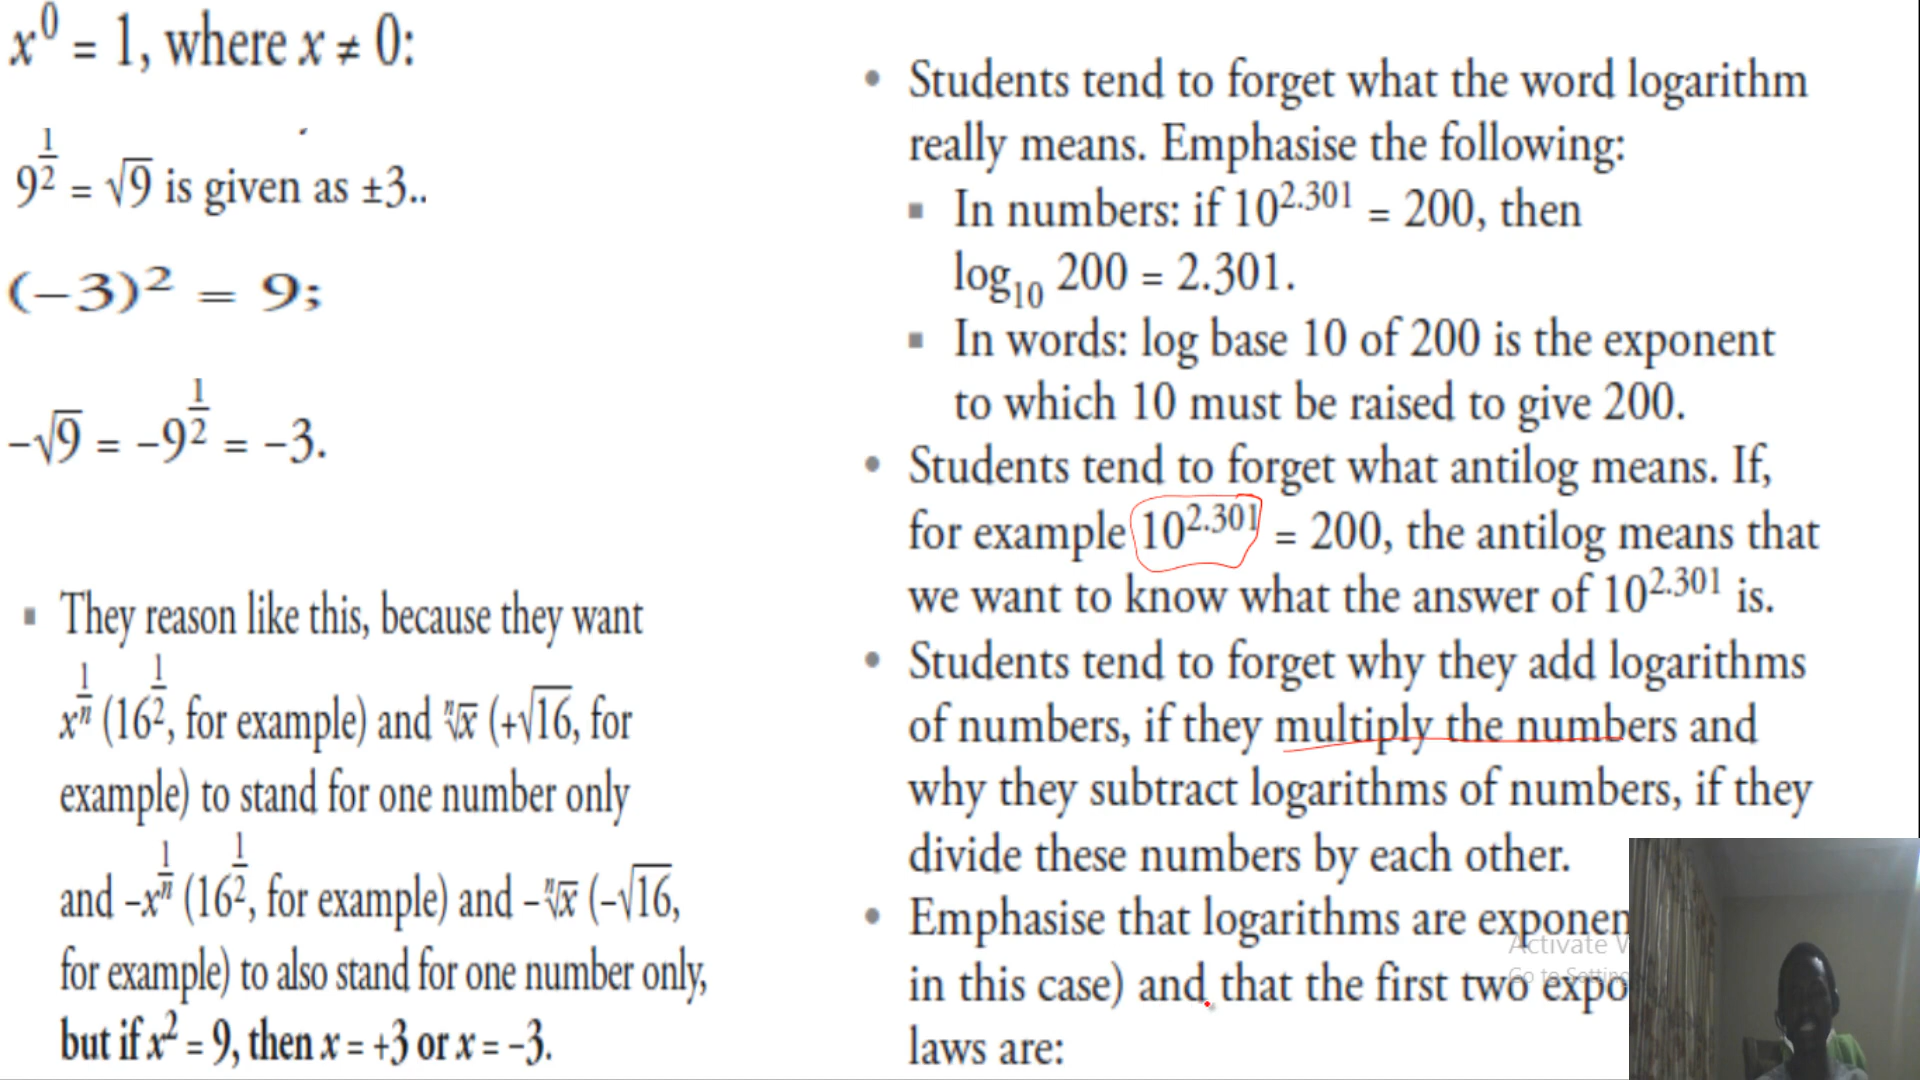 x⁰ = 1, where x ≠ 0:
9^{1/2} = √9 is given as ±3..
(−3)² = 9;
−√9 = −9^{1/2} = −3.
▪ They reason like this, because they want
x^{1/n} (16^{1/2}, for example) and ⁿ√x (+√16, for
example) to stand for one number only
and −x^{1/n} (16^{1/2}, for example) and −ⁿ√x (−√16,
for example) to also stand for one number only,
but if x² = 9, then x = +3 or x = −3.
• Students tend to forget what the word logarithm
really means. Emphasise the following:
▪ In numbers: if 10^{2.301} = 200, then
log₁₀ 200 = 2.301.
▪ In words: log base 10 of 200 is the exponent
to which 10 must be raised to give 200.
• Students tend to forget what antilog means. If,
for example 10^{2.301} = 200, the antilog means that
we want to know what the answer of 10^{2.301} is.
• Students tend to forget why they add logarithms
of numbers, if they multiply the numbers and
why they subtract logarithms of numbers, if they
divide these numbers by each other.
• Emphasise that logarithms are exponen
Activate
in this case) and that the first two expo
Go to Setting
laws are: